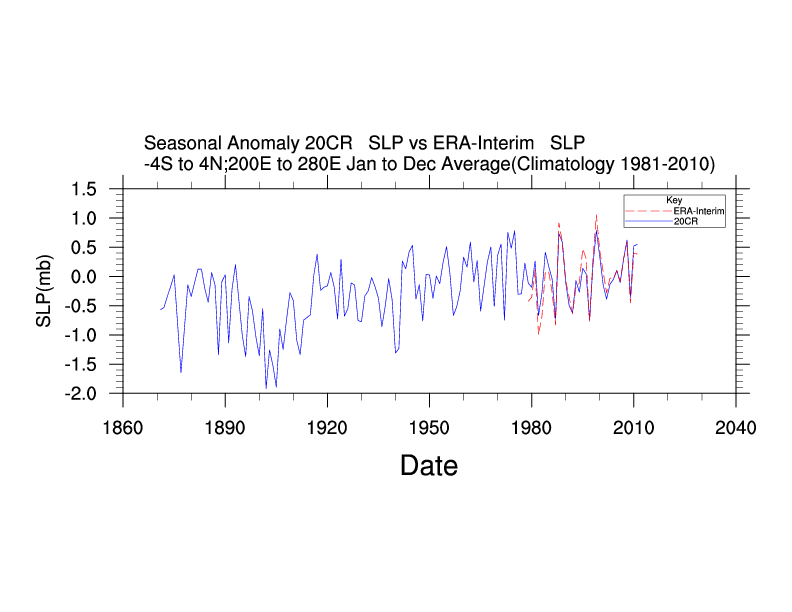 Seasonal Anomaly 20CR SLP vs ERA-Interim SLP
-4S to 4N;200E to 280E Jan to Dec Average(Climatology 1981-2010)
Key
ERA-Interim
20CR
SLP(mb)
1.5
1.0
0.5
0.0
-0.5
-1.0
-1.5
-2.0
1860 1890 1920 1950 1980 2010 2040
Date